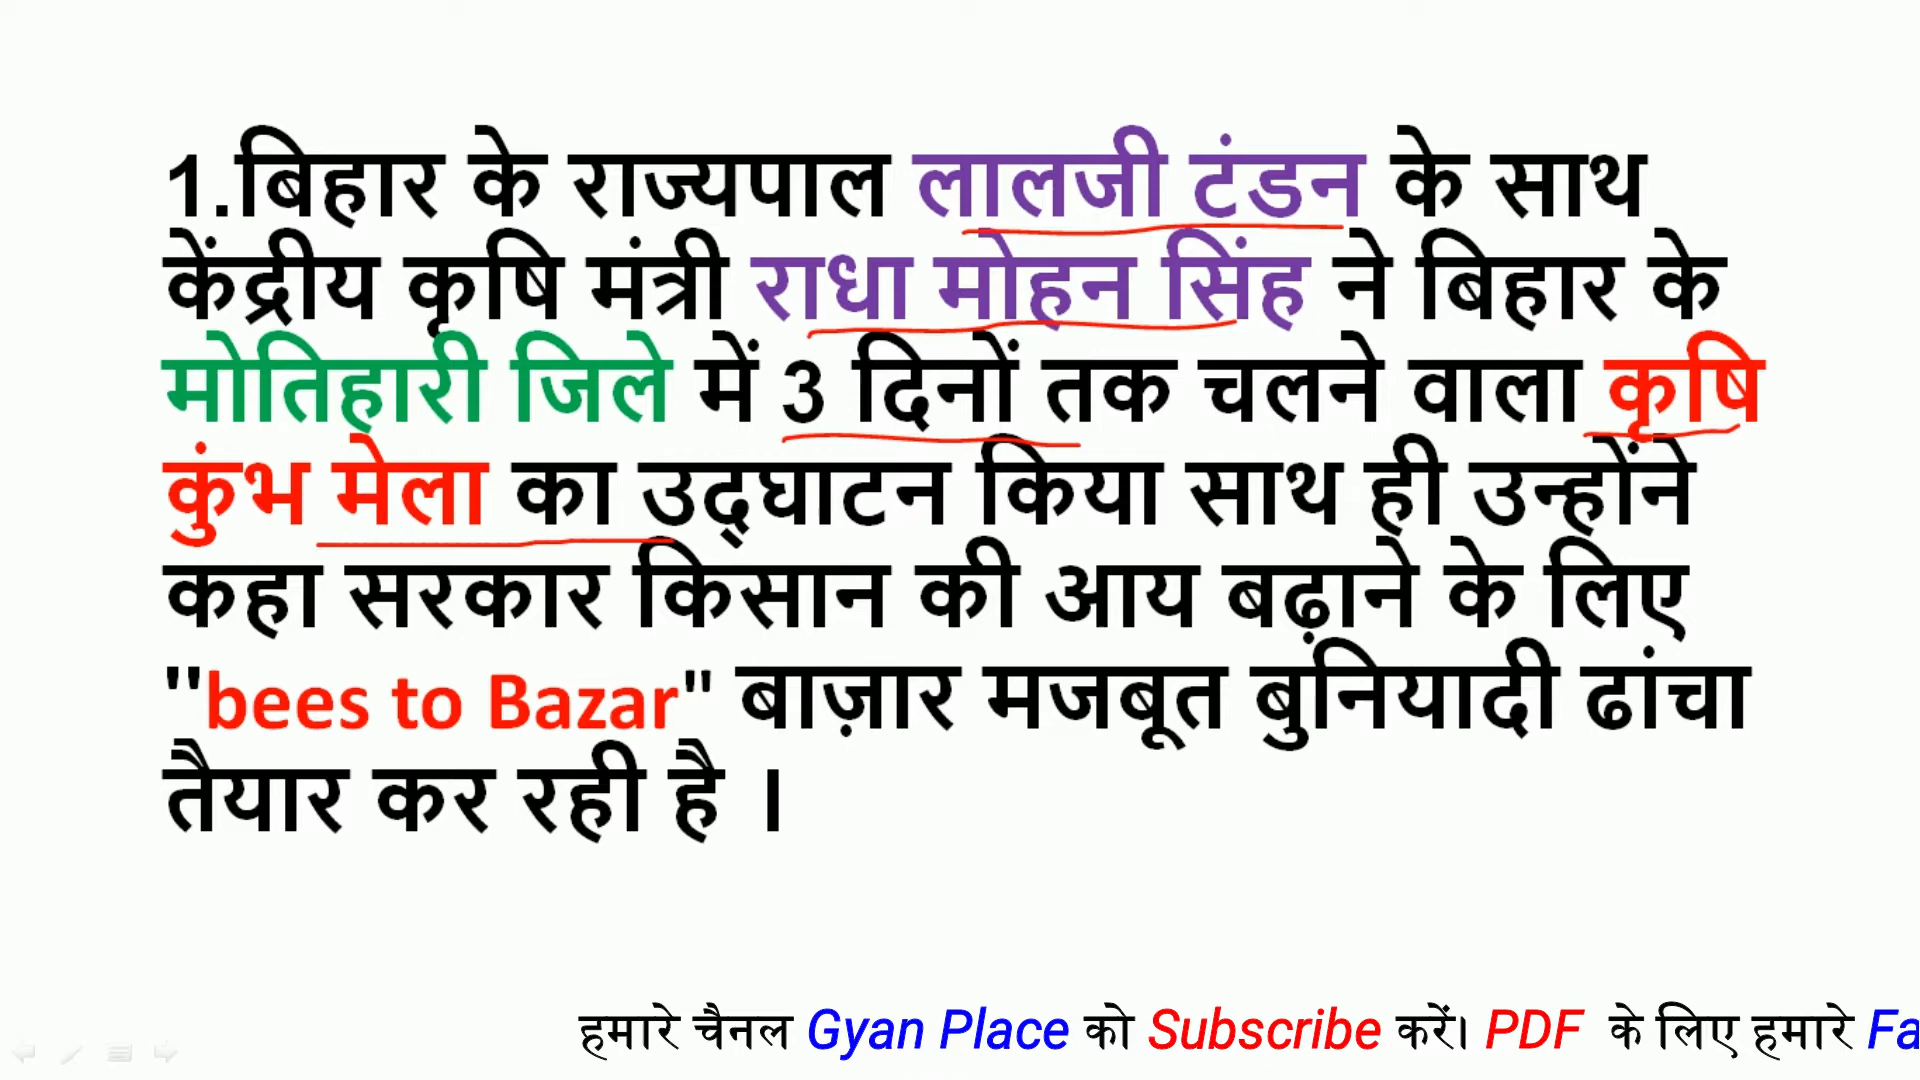 1.बिहार के राज्यपाल लालजी टंडन के साथ
केंद्रीय कृषि मंत्री राधा मोहन सिंह ने बिहार के
मोतिहारी जिले में 3 दिनों तक चलने वाला कृषि
कुंभ मेला का उद्‌घाटन किया साथ ही उन्होंने
कहा सरकार किसान की आय बढ़ाने के लिए
"bees to Bazar" बाज़ार मजबूत बुनियादी ढांचा
तैयार कर रही है ।
हमारे चैनल Gyan Place को Subscribe करें। PDF के लिए हमारे Fa